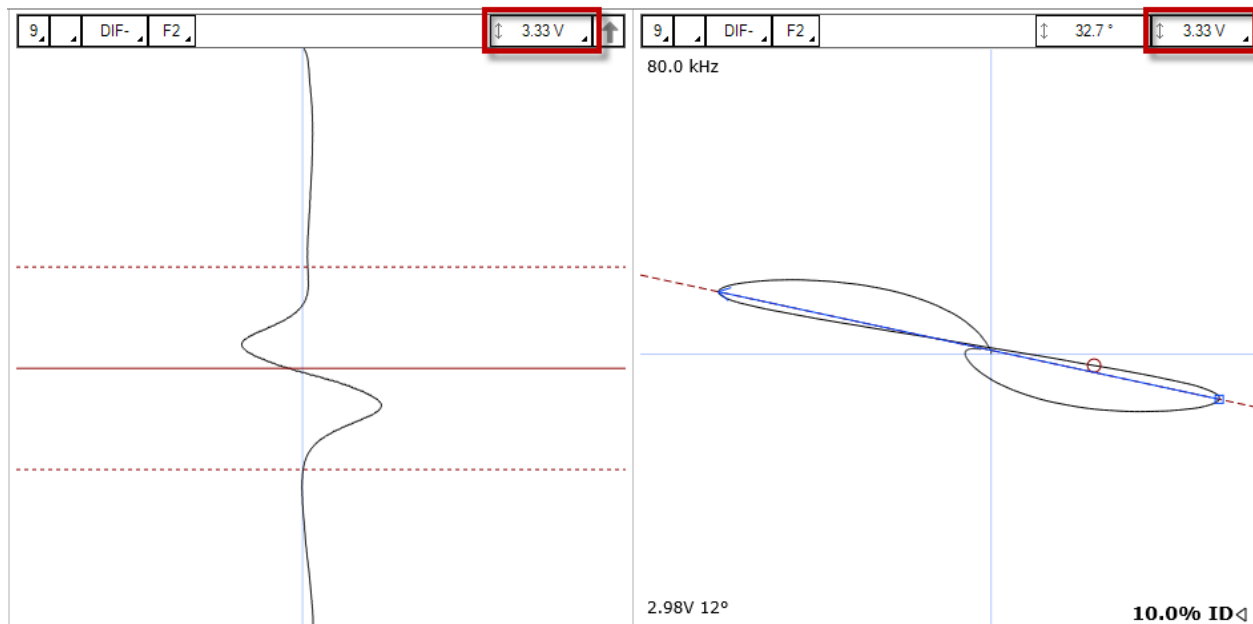 9 DIF- F2 3.33 V
9 DIF- F2 32.7 ° 3.33 V
80.0 kHz
2.98V 12°
10.0% ID